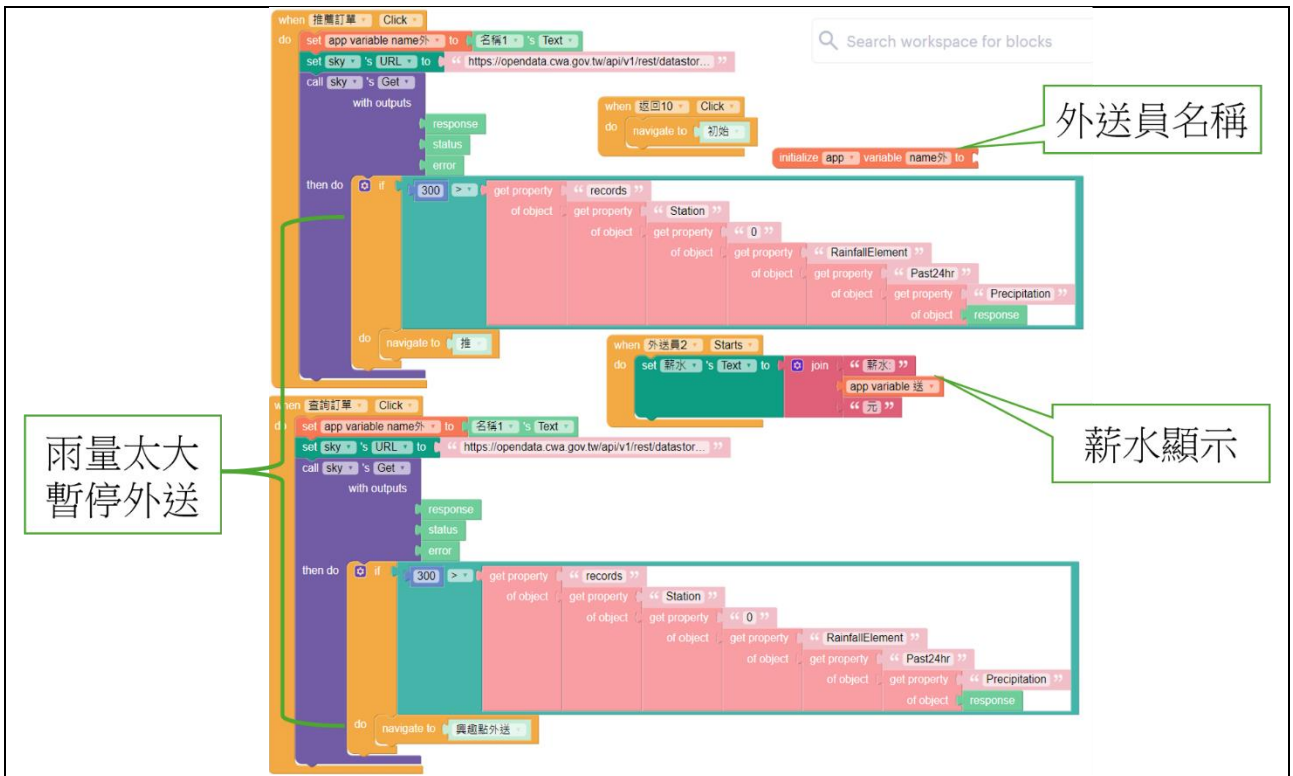 when 推薦訂單 Click
do set app variable name外 to 名稱1 's Text
set sky 's URL to “ https://opendata.cwa.gov.tw/api/v1/rest/datastor... ”
call sky 's Get
with outputs
response
status
error
then do if 300 > get property “ records ”
of object get property “ Station ”
of object get property “ 0 ”
of object get property “ RainfallElement ”
of object get property “ Past24hr ”
of object get property “ Precipitation ”
of object response
do navigate to 推
Search workspace for blocks
when 返回10 Click
do navigate to 初始
initialize app variable name外 to
外送員名稱
when 外送員2 Starts
do set 薪水 's Text to join “ 薪水: ”
app variable 送
“ 元 ”
薪水顯示
雨量太大
暫停外送
when 查詢訂單 Click
do set app variable name外 to 名稱1 's Text
set sky 's URL to “ https://opendata.cwa.gov.tw/api/v1/rest/datastor... ”
call sky 's Get
with outputs
response
status
error
then do if 300 > get property “ records ”
of object get property “ Station ”
of object get property “ 0 ”
of object get property “ RainfallElement ”
of object get property “ Past24hr ”
of object get property “ Precipitation ”
of object response
do navigate to 興趣點外送